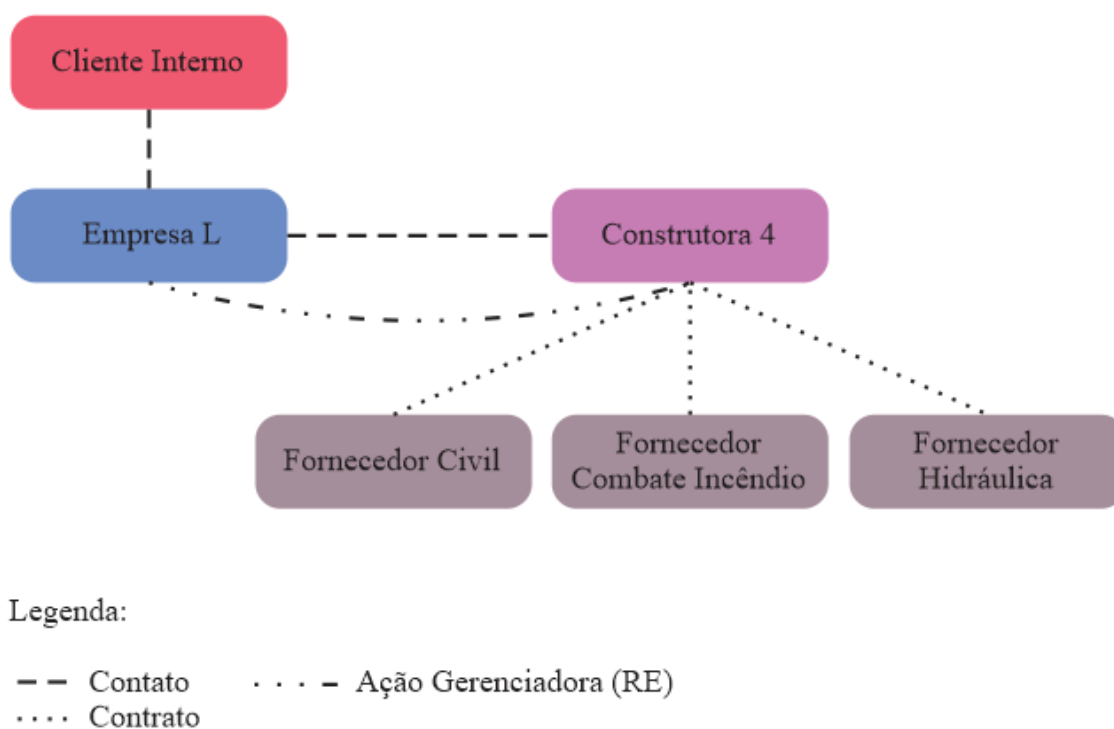 Cliente Interno
Empresa L
Construtora 4
Fornecedor Civil
Fornecedor
Combate Incêndio
Fornecedor
Hidráulica
Legenda:
Contato
Ação Gerenciadora (RE)
Contrato